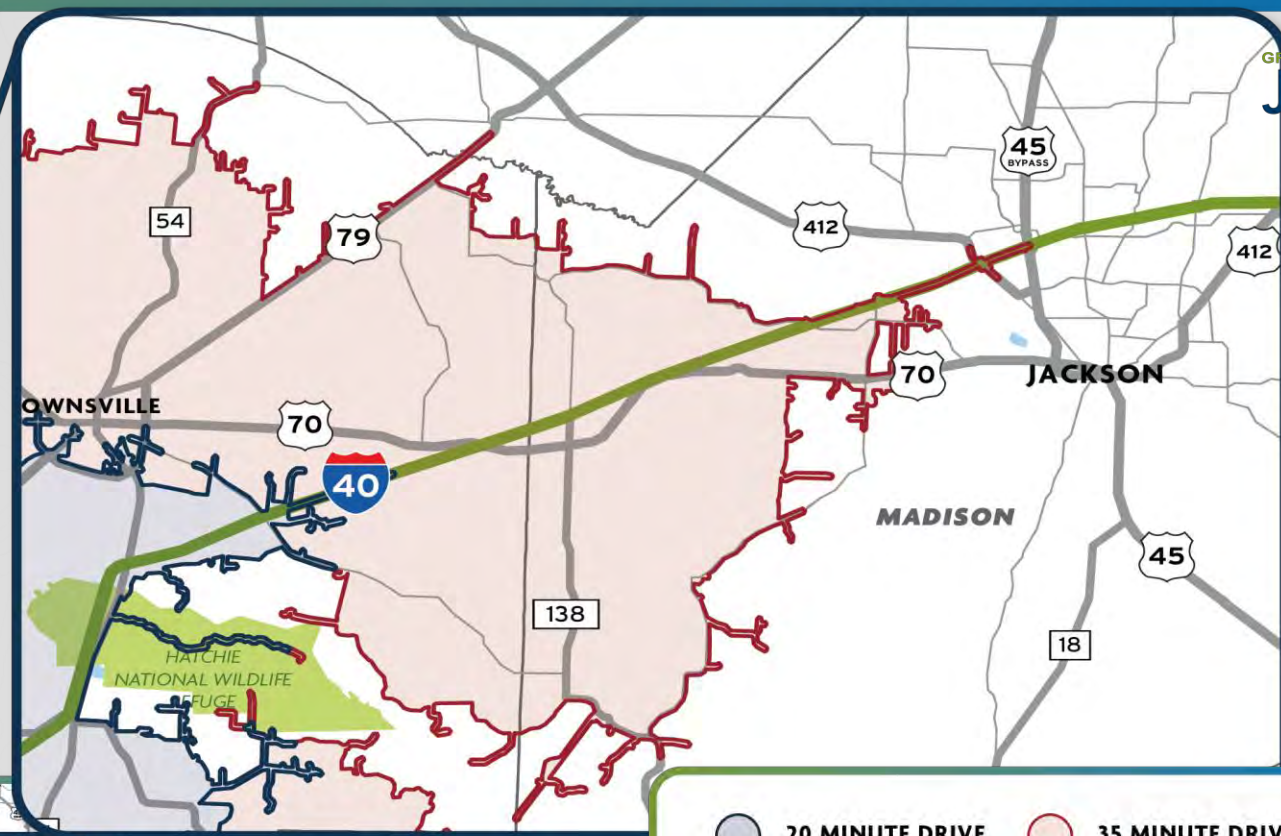 45
BYPASS
54
79
412
412
OWNSVILLE
70
40
70
JACKSON
MADISON
45
138
18
HATCHIE
NATIONAL WILDLIFE
EFUGE
20 MINUTE DRIVE
35 MINUTE DRIV